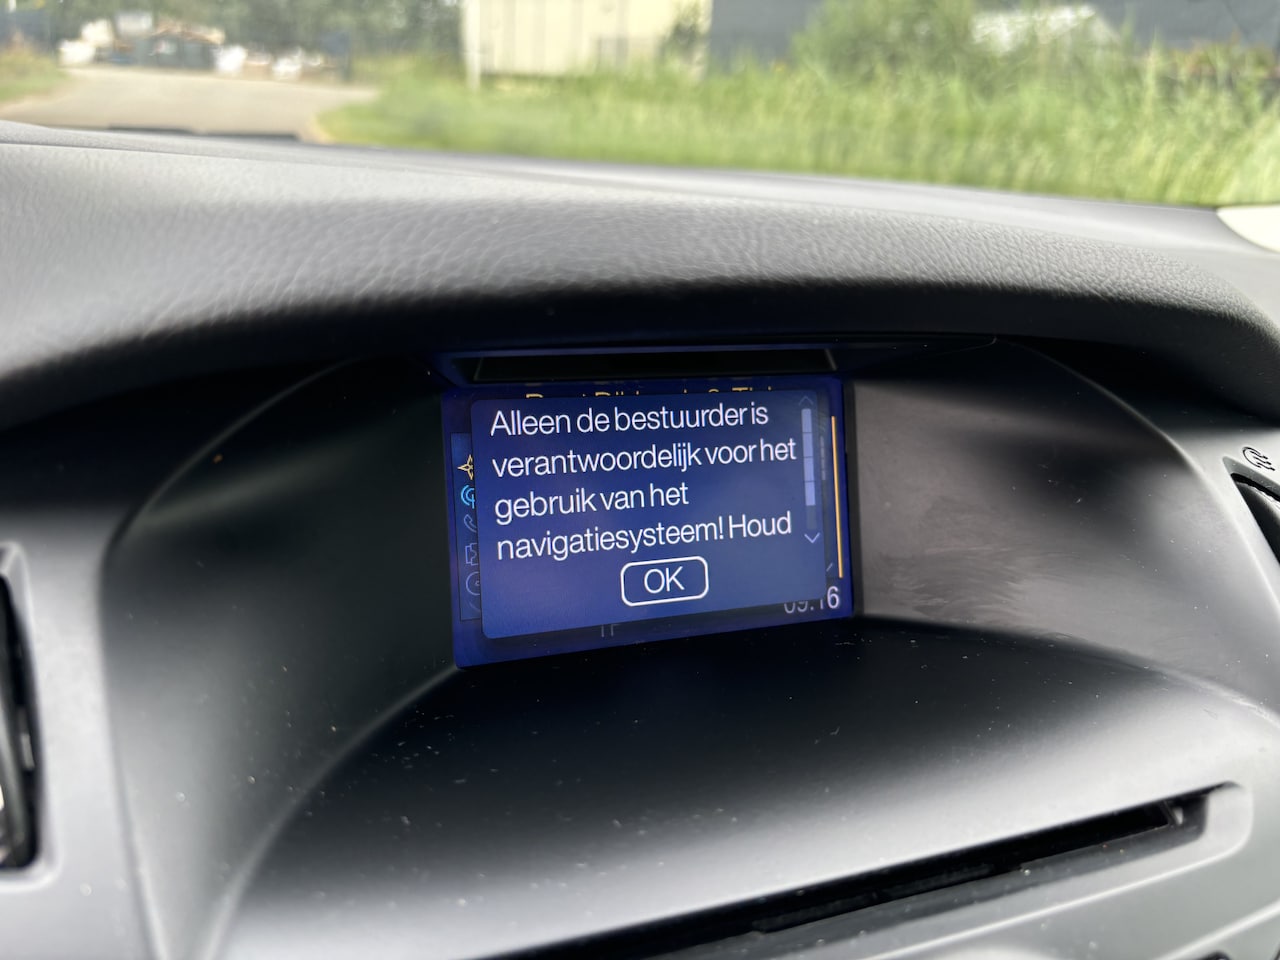 Alleen de bestuurder is
verantwoordelijk voor het
gebruik van het
navigatiesysteem! Houd
OK
09:16